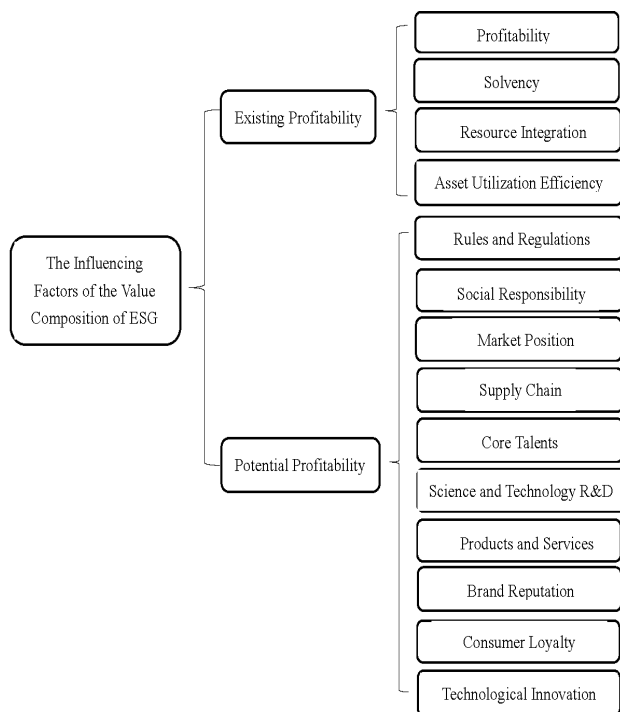 The Influencing
Factors of the Value
Composition of ESG
Existing Profitability
Profitability
Solvency
Resource Integration
Asset Utilization Efficiency
Potential Profitability
Rules and Regulations
Social Responsibility
Market Position
Supply Chain
Core Talents
Science and Technology R&D
Products and Services
Brand Reputation
Consumer Loyalty
Technological Innovation